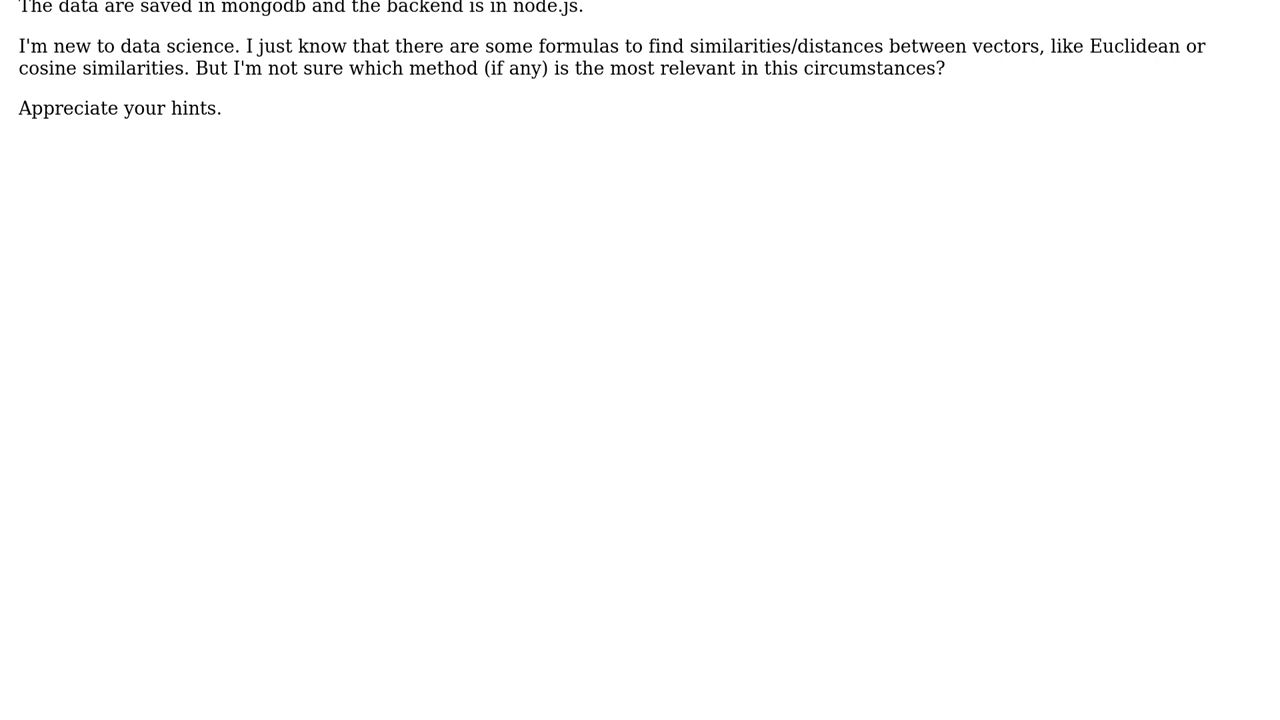 The data are saved in mongodb and the backend is in node.js.
I'm new to data science. I just know that there are some formulas to find similarities/distances between vectors, like Euclidean or
cosine similarities. But I'm not sure which method (if any) is the most relevant in this circumstances?
Appreciate your hints.